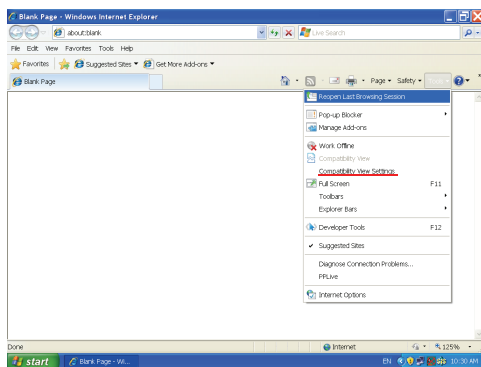 Blank Page - Windows Internet Explorer
about:blank
Live Search
File Edit View Favorites Tools Help
Favorites Suggested Sites Get More Add-ons
Blank Page Page Safety
Reopen Last Browsing Session
Pop-up Blocker
Manage Add-ons
Work Offline
Compatibility View
Compatibility View Settings
Full Screen F11
Toolbars
Explorer Bars
Developer Tools F12
Suggested Sites
Diagnose Connection Problems...
PPLive
Internet Options
Done Internet 125%
start Blank Page - Wi... EN 10:30 AM